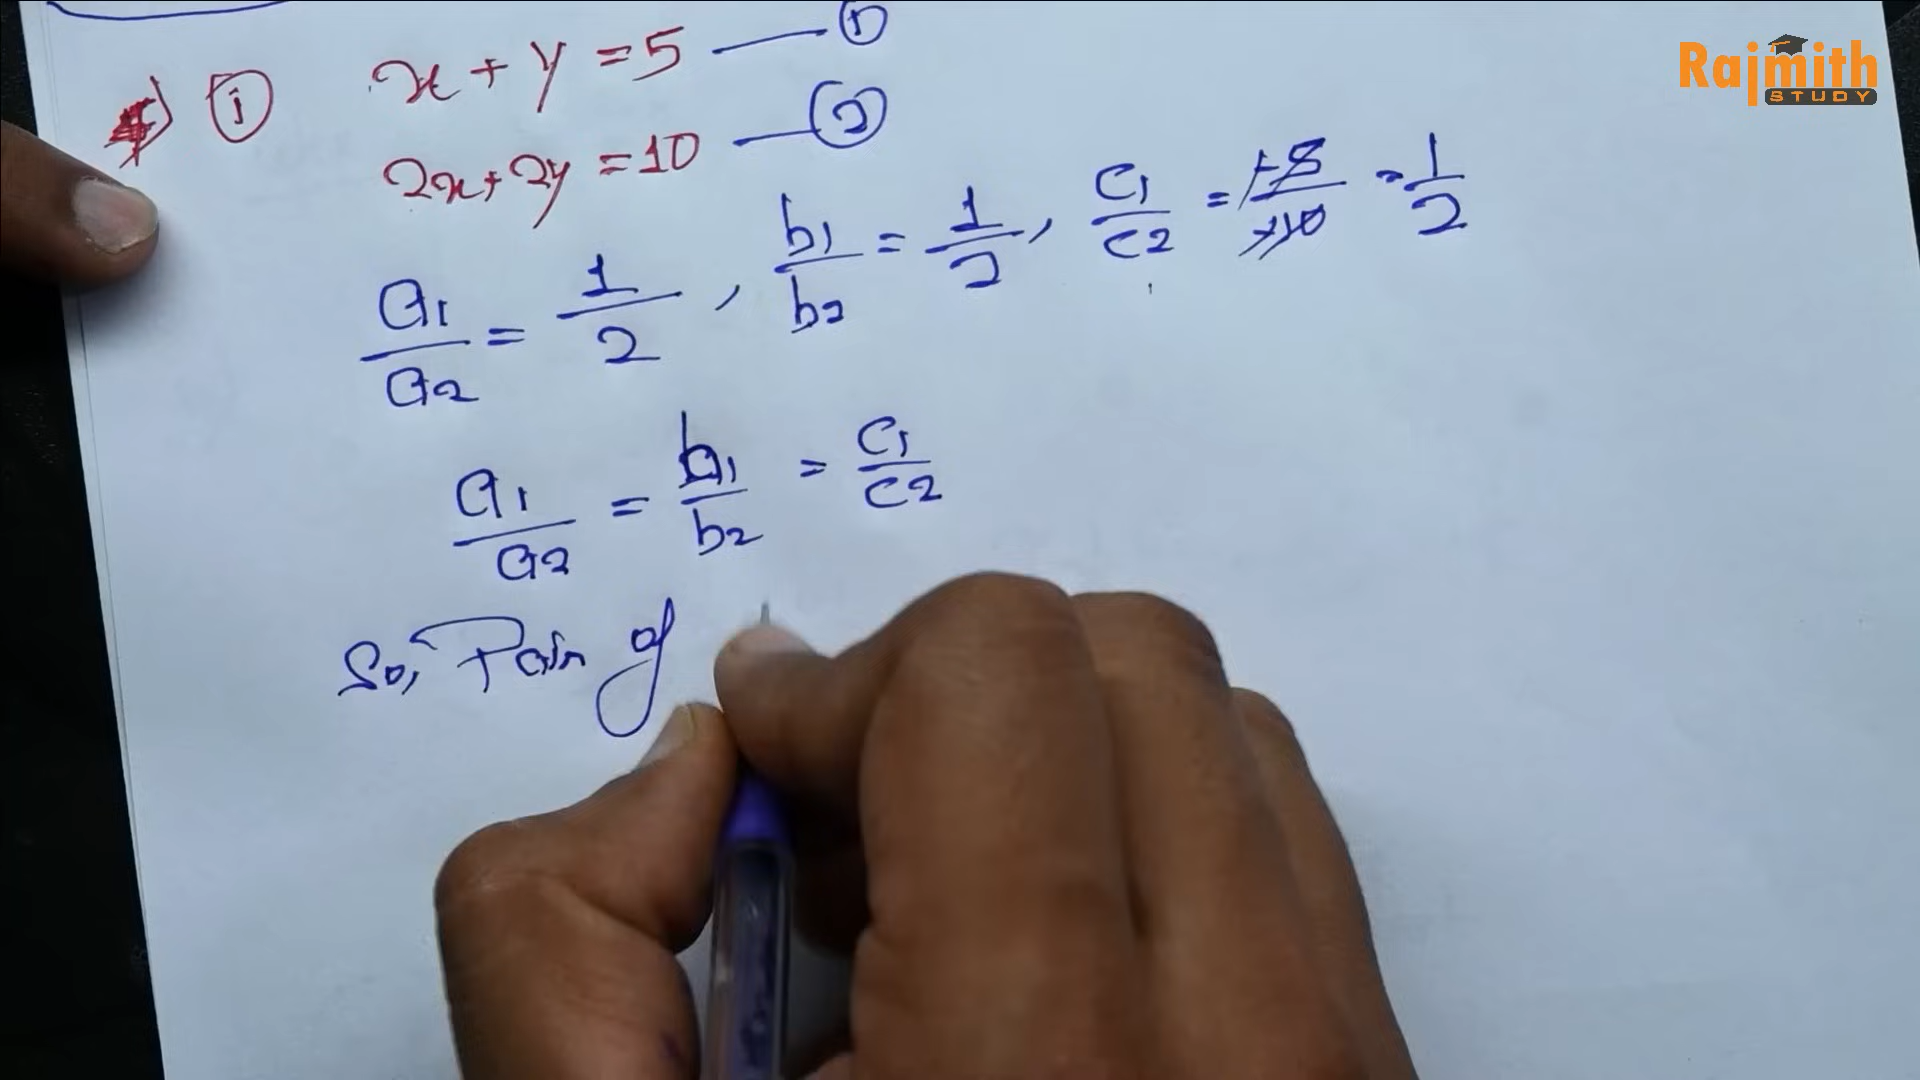 Rajmith
STUDY
① x + y = 5 — ①
2x + 2y = 10 — ②
a1/a2 = 1/2, b1/b2 = 1/2, c1/c2 = -5/-10 = 1/2
a1/a2 = b1/b2 = c1/c2
So, Pair of